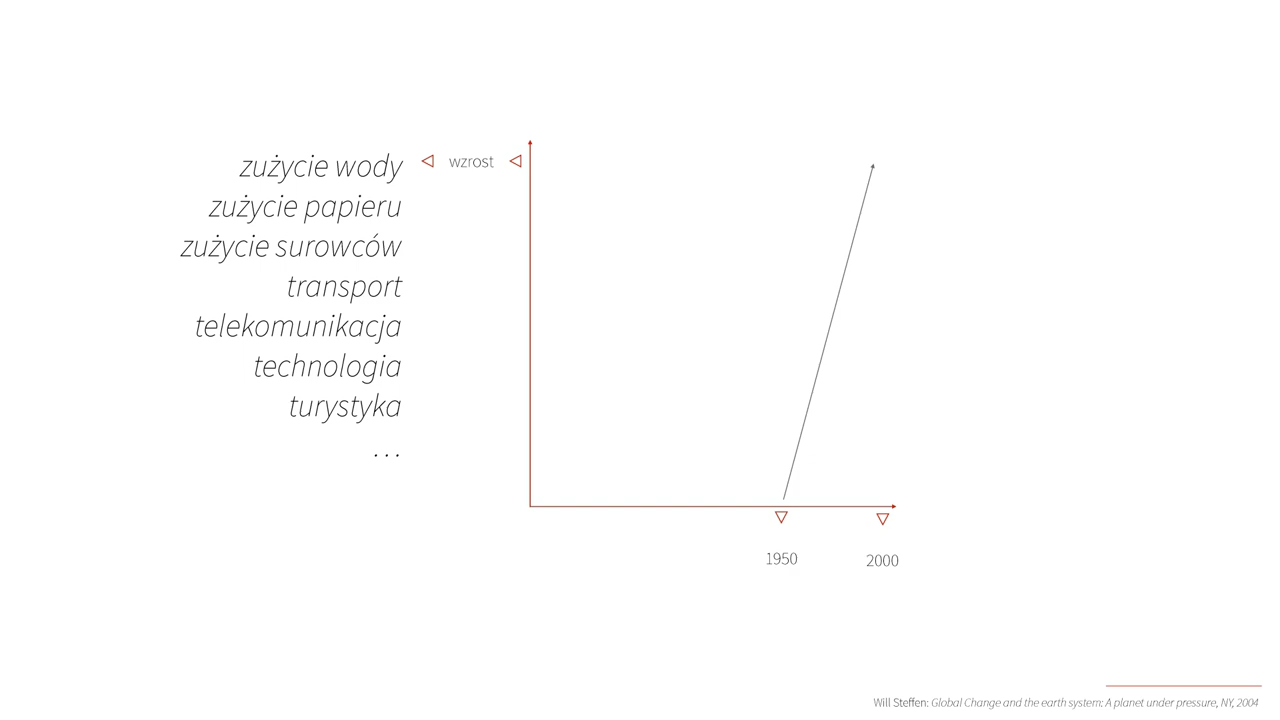 zużycie wody
wzrost
zużycie papieru
zużycie surowców
transport
telekomunikacja
technologia
turystyka
...
1950
2000
Will Steffen: Global Change and the earth system: A planet under pressure, NY, 2004